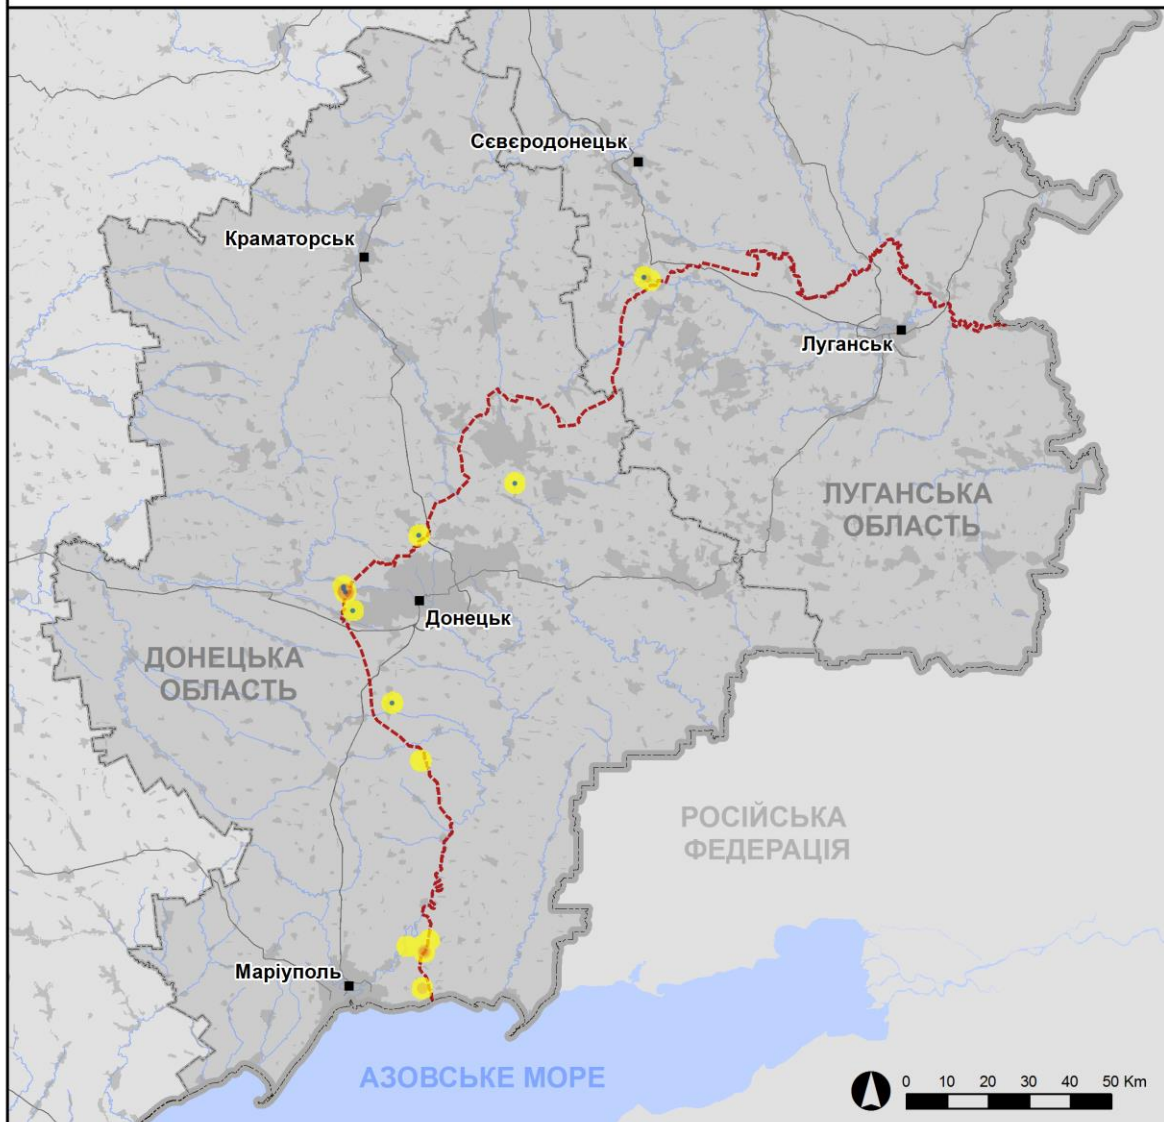 Сєвєродонецьк
Краматорськ
Луганськ
ЛУГАНСЬКА
ОБЛАСТЬ
Донецьк
ДОНЕЦЬКА
ОБЛАСТЬ
РОСІЙСЬКА
ФЕДЕРАЦІЯ
Маріуполь
АЗОВСЬКЕ МОРЕ
0 10 20 30 40 50 Km